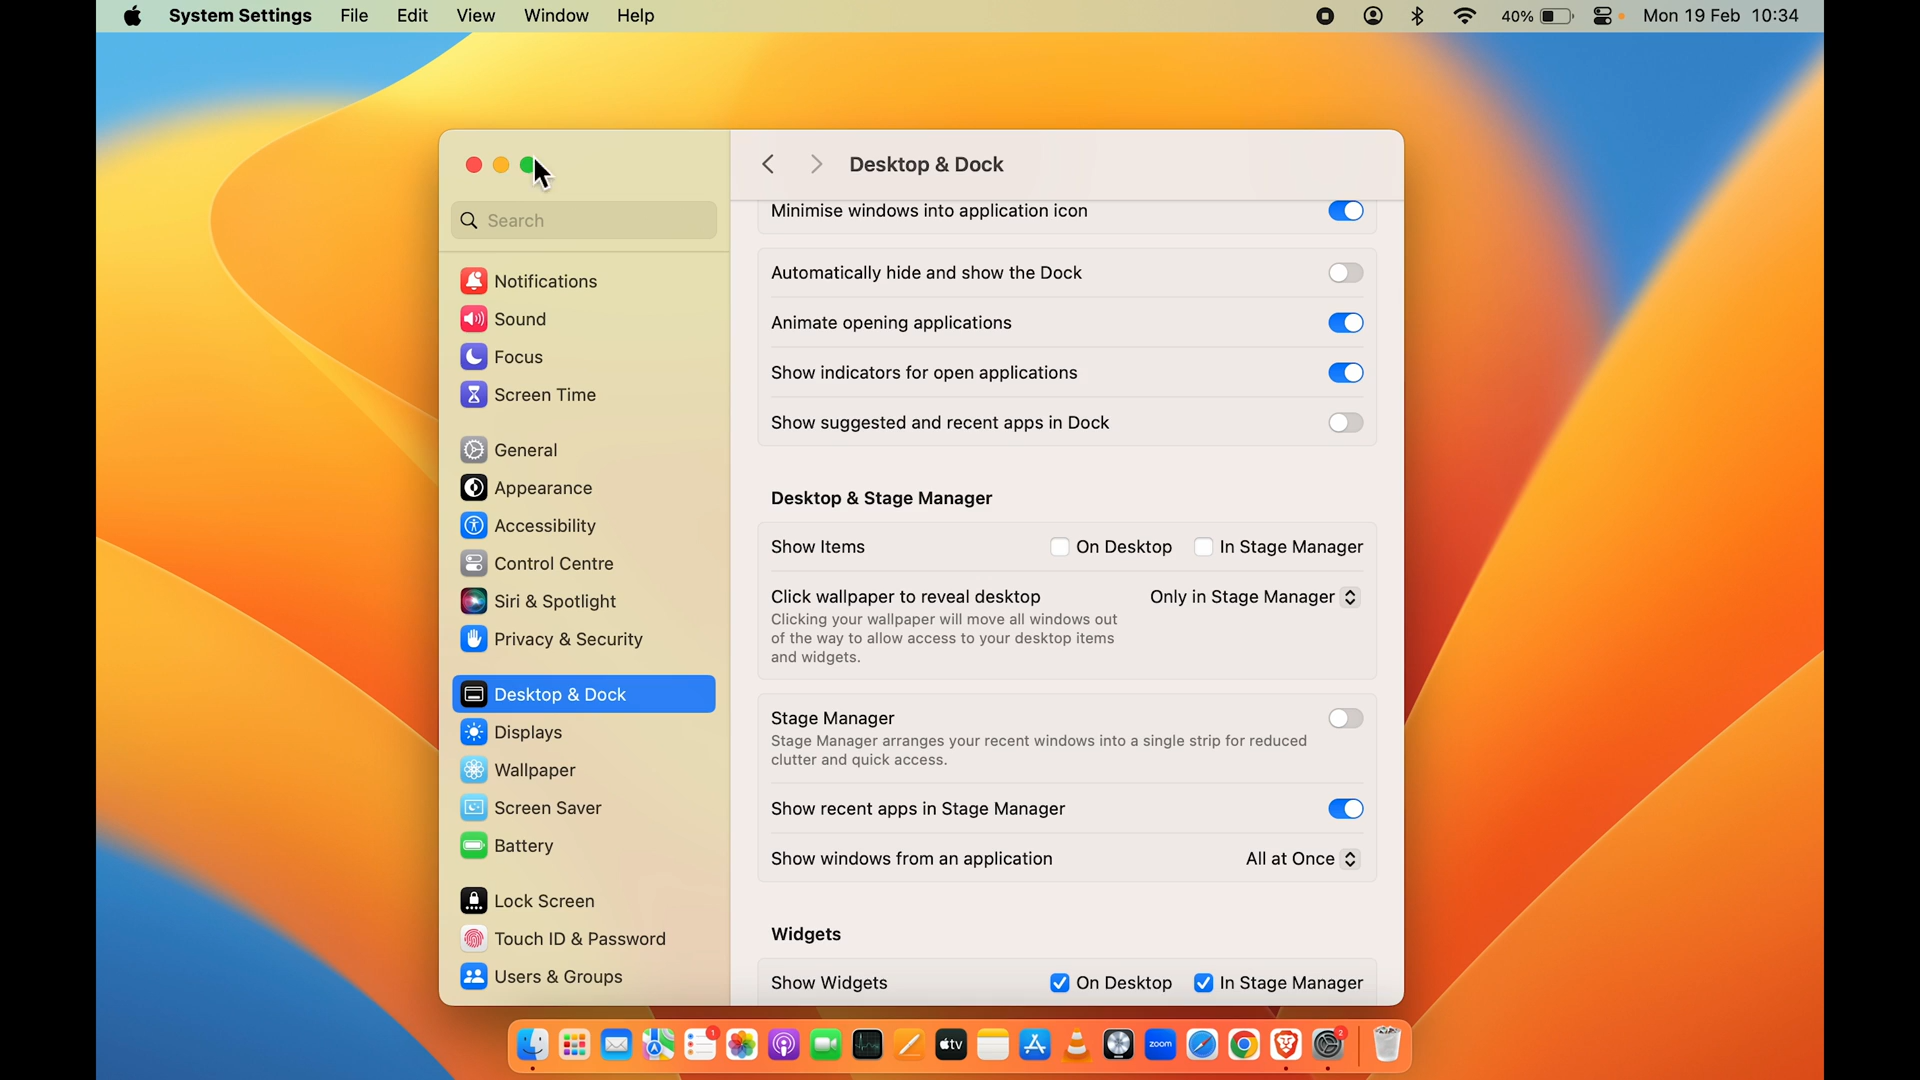 System Settings File Edit View Window Help 40% Mon 19 Feb 10:34
Desktop & Dock
Search
Notifications
Sound
Focus
Screen Time
General
Appearance
Accessibility
Control Centre
Siri & Spotlight
Privacy & Security
Desktop & Dock
Displays
Wallpaper
Screen Saver
Battery
Lock Screen
Touch ID & Password
Users & Groups
Minimise windows into application icon
Automatically hide and show the Dock
Animate opening applications
Show indicators for open applications
Show suggested and recent apps in Dock
Desktop & Stage Manager
Show Items On Desktop In Stage Manager
Click wallpaper to reveal desktop Only in Stage Manager
Clicking your wallpaper will move all windows out
of the way to allow access to your desktop items
and widgets.
Stage Manager
Stage Manager arranges your recent windows into a single strip for reduced
clutter and quick access.
Show recent apps in Stage Manager
Show windows from an application All at Once
Widgets
Show Widgets On Desktop In Stage Manager
1 tv zoom 2